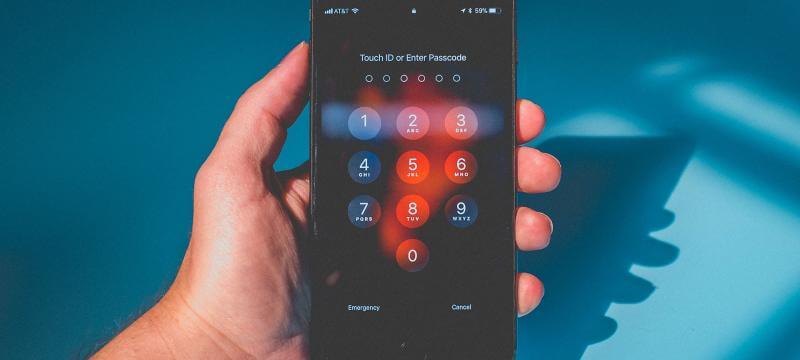 AT&T 59%
Touch ID or Enter Passcode
1 2 3
ABC DEF
4 5 6
GHI JKL MNO
7 8 9
PQRS TUV WXYZ
0
Emergency Cancel